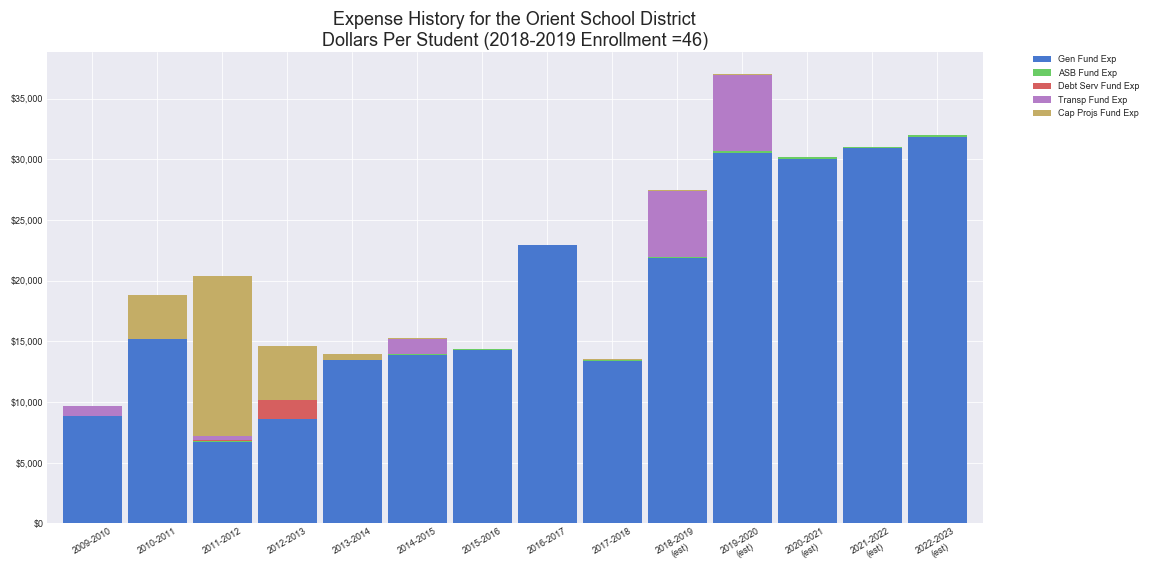 Expense History for the Orient School District
Dollars Per Student (2018-2019 Enrollment =46)
Gen Fund Exp
ASB Fund Exp
Debt Serv Fund Exp
Transp Fund Exp
Cap Projs Fund Exp
$35,000
$30,000
$25,000
$20,000
$15,000
$10,000
$5,000
$0
2009-2010
2010-2011
2011-2012
2012-2013
2013-2014
2014-2015
2015-2016
2016-2017
2017-2018
2018-2019
(est)
2019-2020
(est)
2020-2021
(est)
2021-2022
(est)
2022-2023
(est)